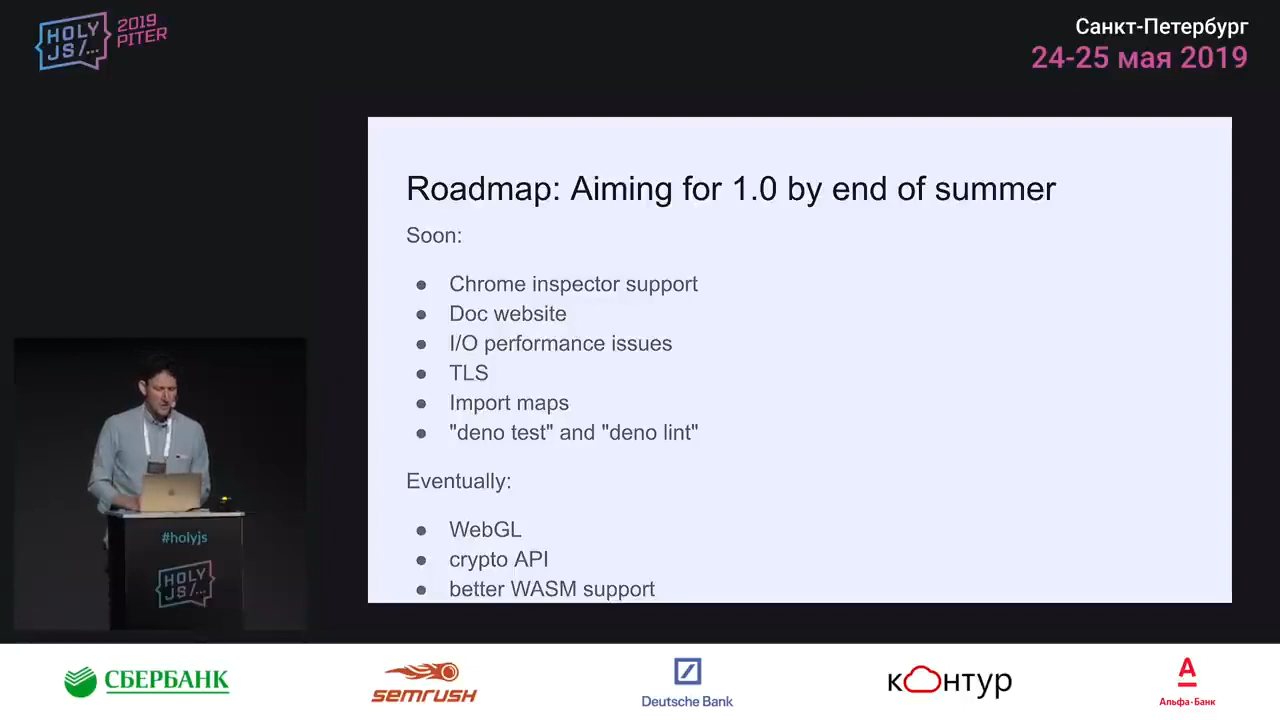 HOLY
JS/...
2019
PITER
Санкт-Петербург
24-25 мая 2019
Roadmap: Aiming for 1.0 by end of summer
Soon:
● Chrome inspector support
● Doc website
● I/O performance issues
● TLS
● Import maps
● "deno test" and "deno lint"
Eventually:
● WebGL
● crypto API
● better WASM support
#holyjs
HOLY
JS/...
СБЕРБАНК
semrush
Deutsche Bank
кОнтур
А
Альфа·Банк